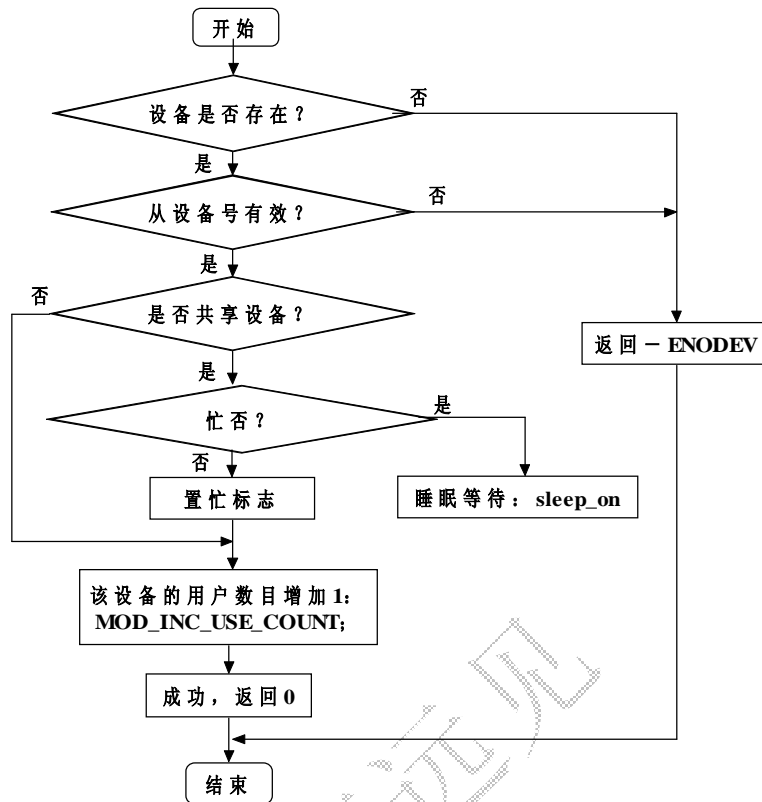 开始
设备是否存在？
否
是
从设备号有效？
否
是
是否共享设备？
否
返回－ENODEV
是
忙否？
是
否
置忙标志
睡眠等待：sleep_on
该设备的用户数目增加1：
MOD_INC_USE_COUNT;
成功，返回0
结束
远见